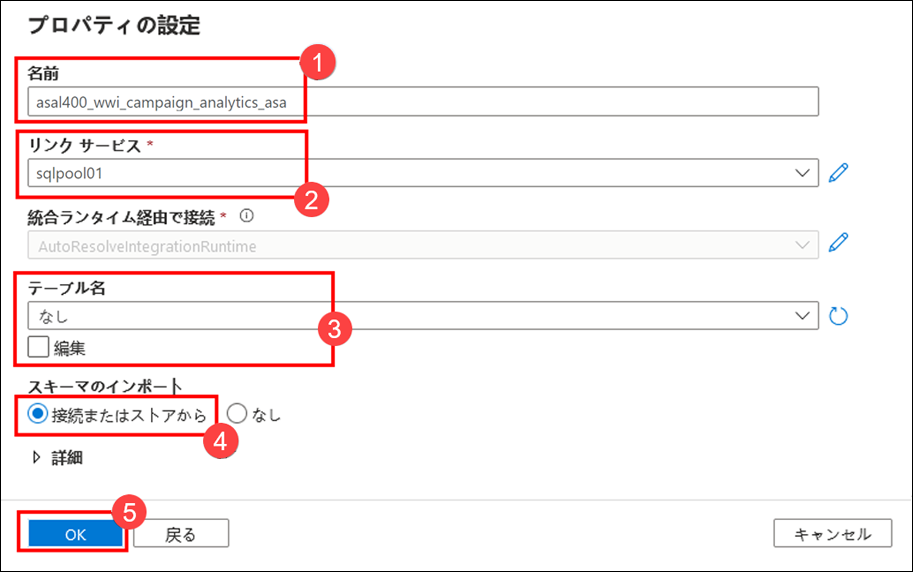 プロパティの設定
1
名前
asal400_wwi_campaign_analytics_asa
リンク サービス *
sqlpool01
2
統合ランタイム経由で接続 *
AutoResolveIntegrationRuntime
テーブル名
なし
3
編集
スキーマのインポート
接続またはストアから なし
4
詳細
5
OK 戻る キャンセル